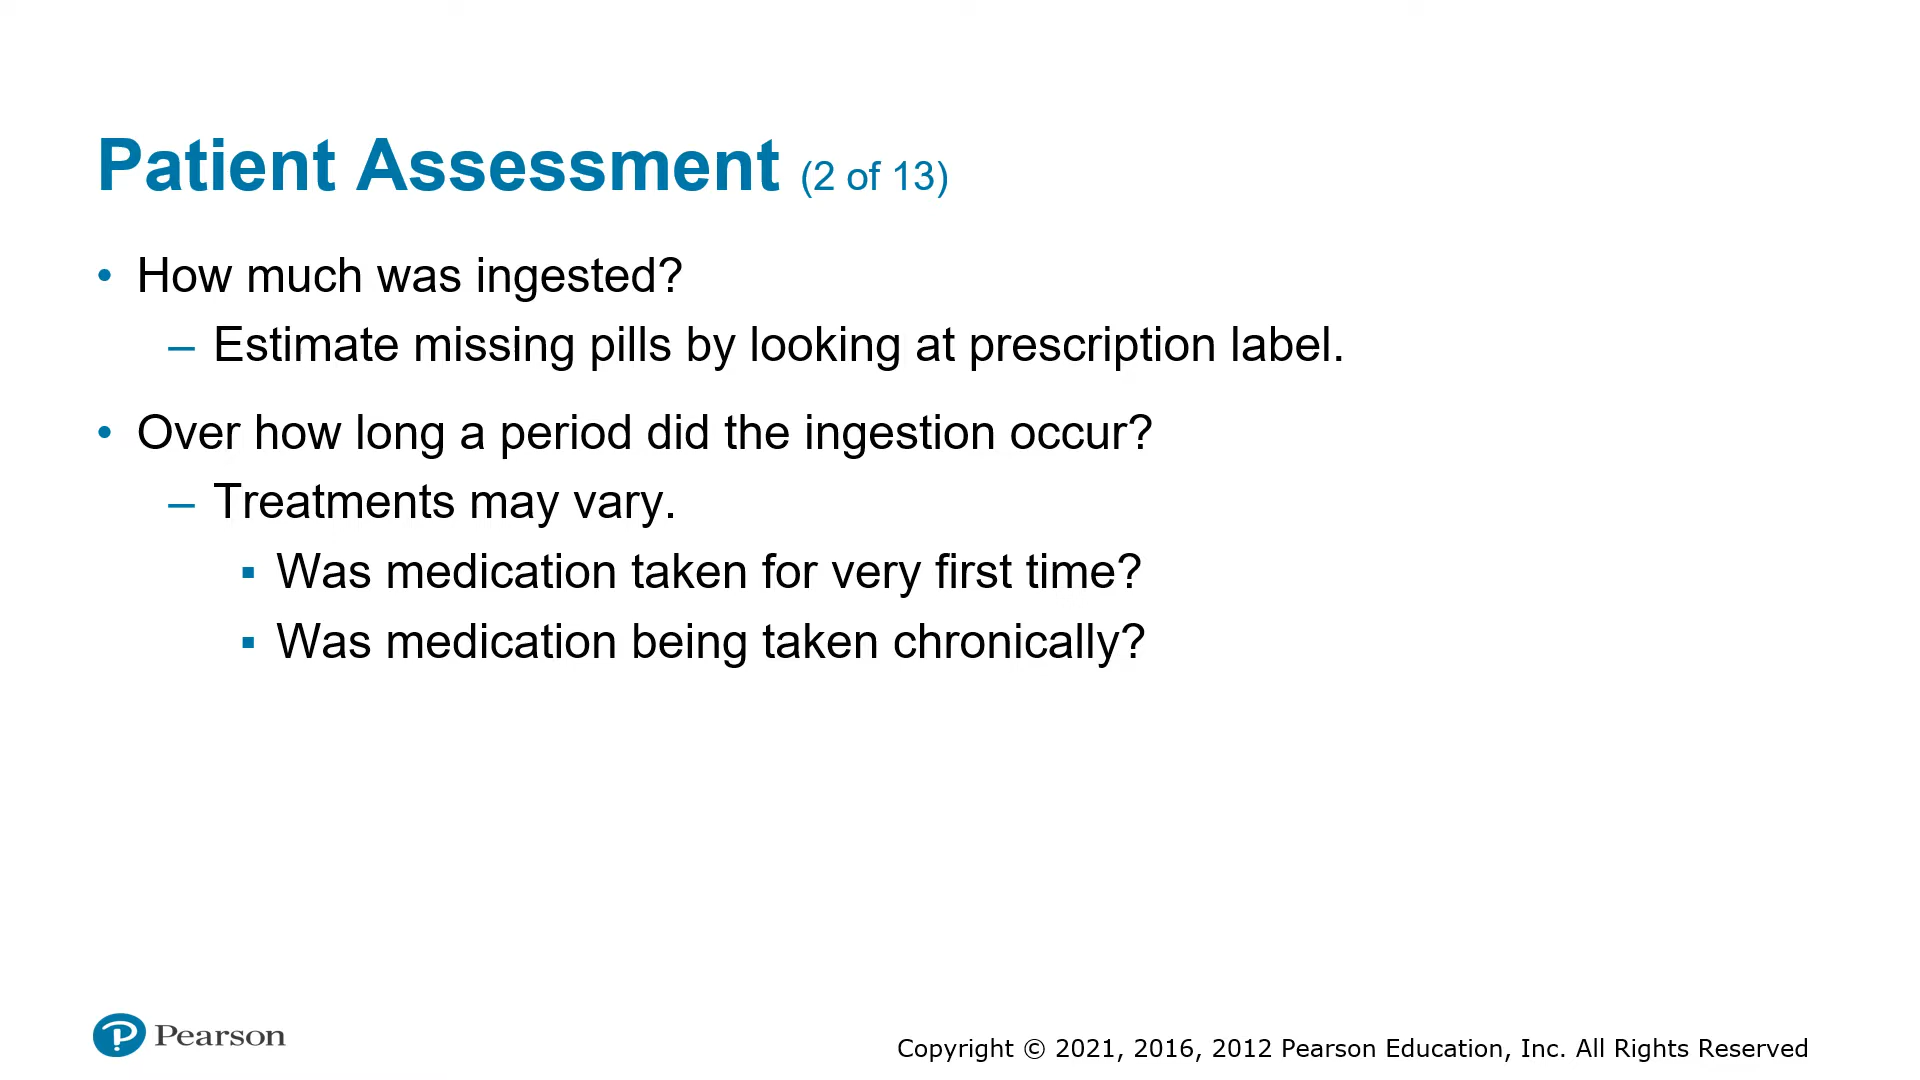 Patient Assessment (2 of 13)
• How much was ingested?
– Estimate missing pills by looking at prescription label.
• Over how long a period did the ingestion occur?
– Treatments may vary.
▪ Was medication taken for very first time?
▪ Was medication being taken chronically?
Pearson
Copyright © 2021, 2016, 2012 Pearson Education, Inc. All Rights Reserved